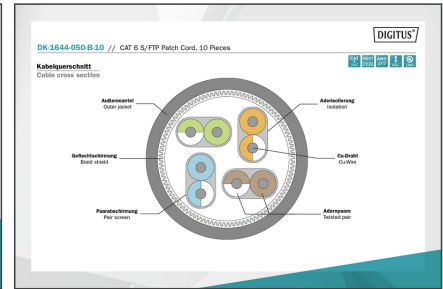 DIGITUS®
DK-1644-050-B-10 // CAT 6 S/FTP Patch Cord, 10 Pieces
Kabelquerschnitt
Cable cross section
Außenmantel
Outer jacket
Aderisolierung
Isolation
Geflechtschirmung
Braid shield
Cu-Draht
Cu-Wire
Paarabschirmung
Pair screen
Adernpaare
Twisted pair